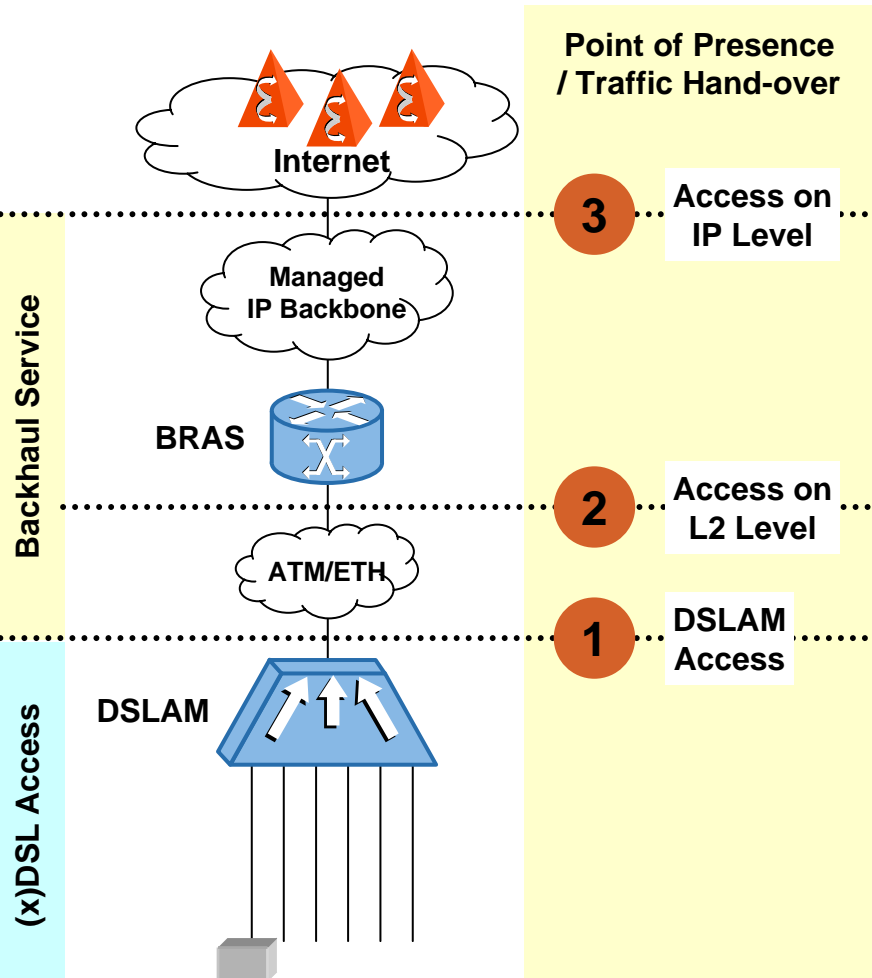 Point of Presence
/ Traffic Hand-over
Internet
3
Access on
IP Level
Managed
IP Backbone
Backhaul Service
BRAS
2
Access on
L2 Level
ATM/ETH
1
DSLAM
Access
DSLAM
(x)DSL Access